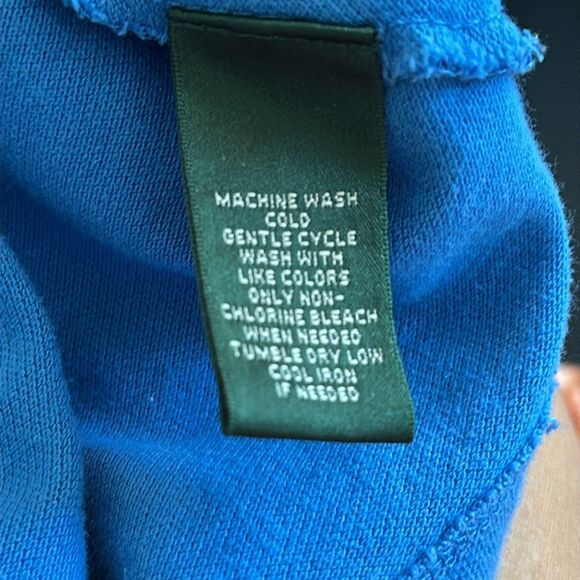 MACHINE WASH
COLD
GENTLE CYCLE
WASH WITH
LIKE COLORS
ONLY NON-
CHLORINE BLEACH
WHEN NEEDED
TUMBLE DRY LOW
COOL IRON
IF NEEDED